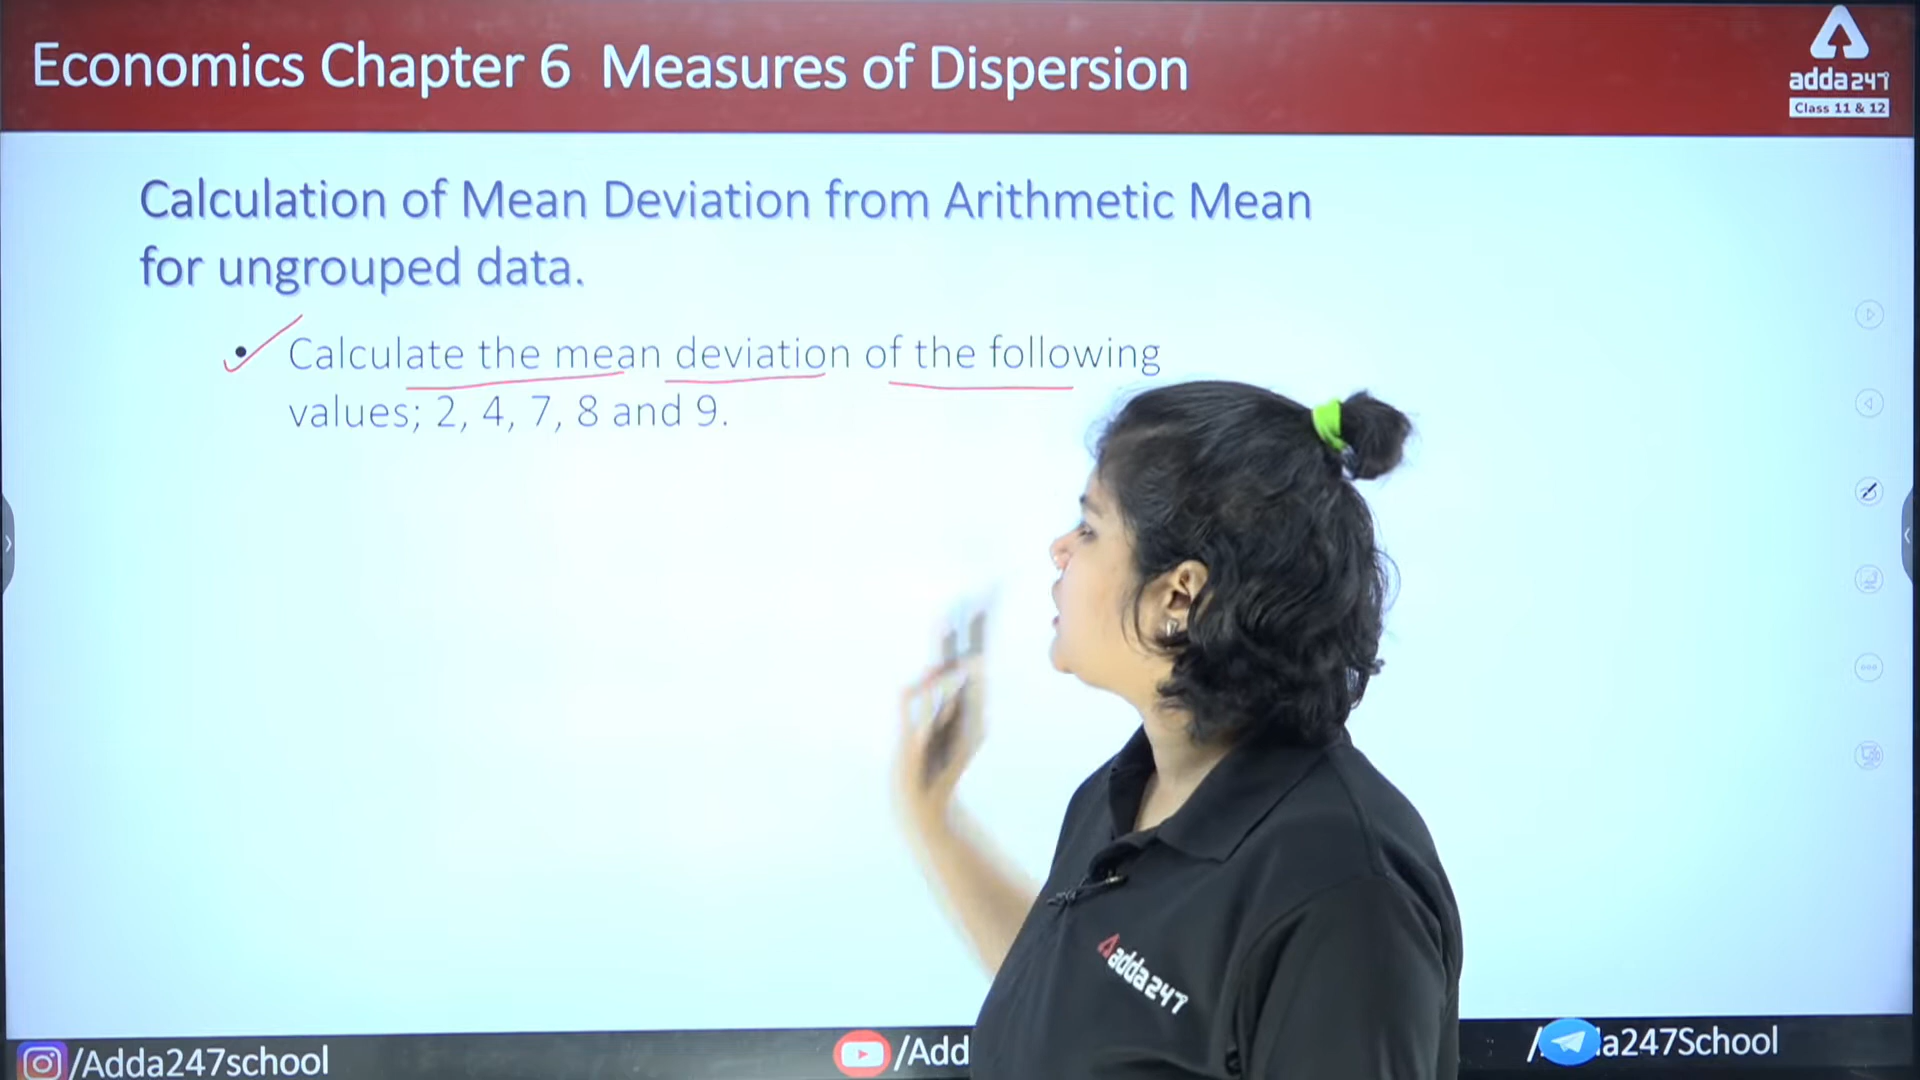 Economics Chapter 6 Measures of Dispersion
adda247
Class 11 & 12
Calculation of Mean Deviation from Arithmetic Mean
for ungrouped data.
• Calculate the mean deviation of the following
values; 2, 4, 7, 8 and 9.
adda247
/Adda247school
/Add
a247School